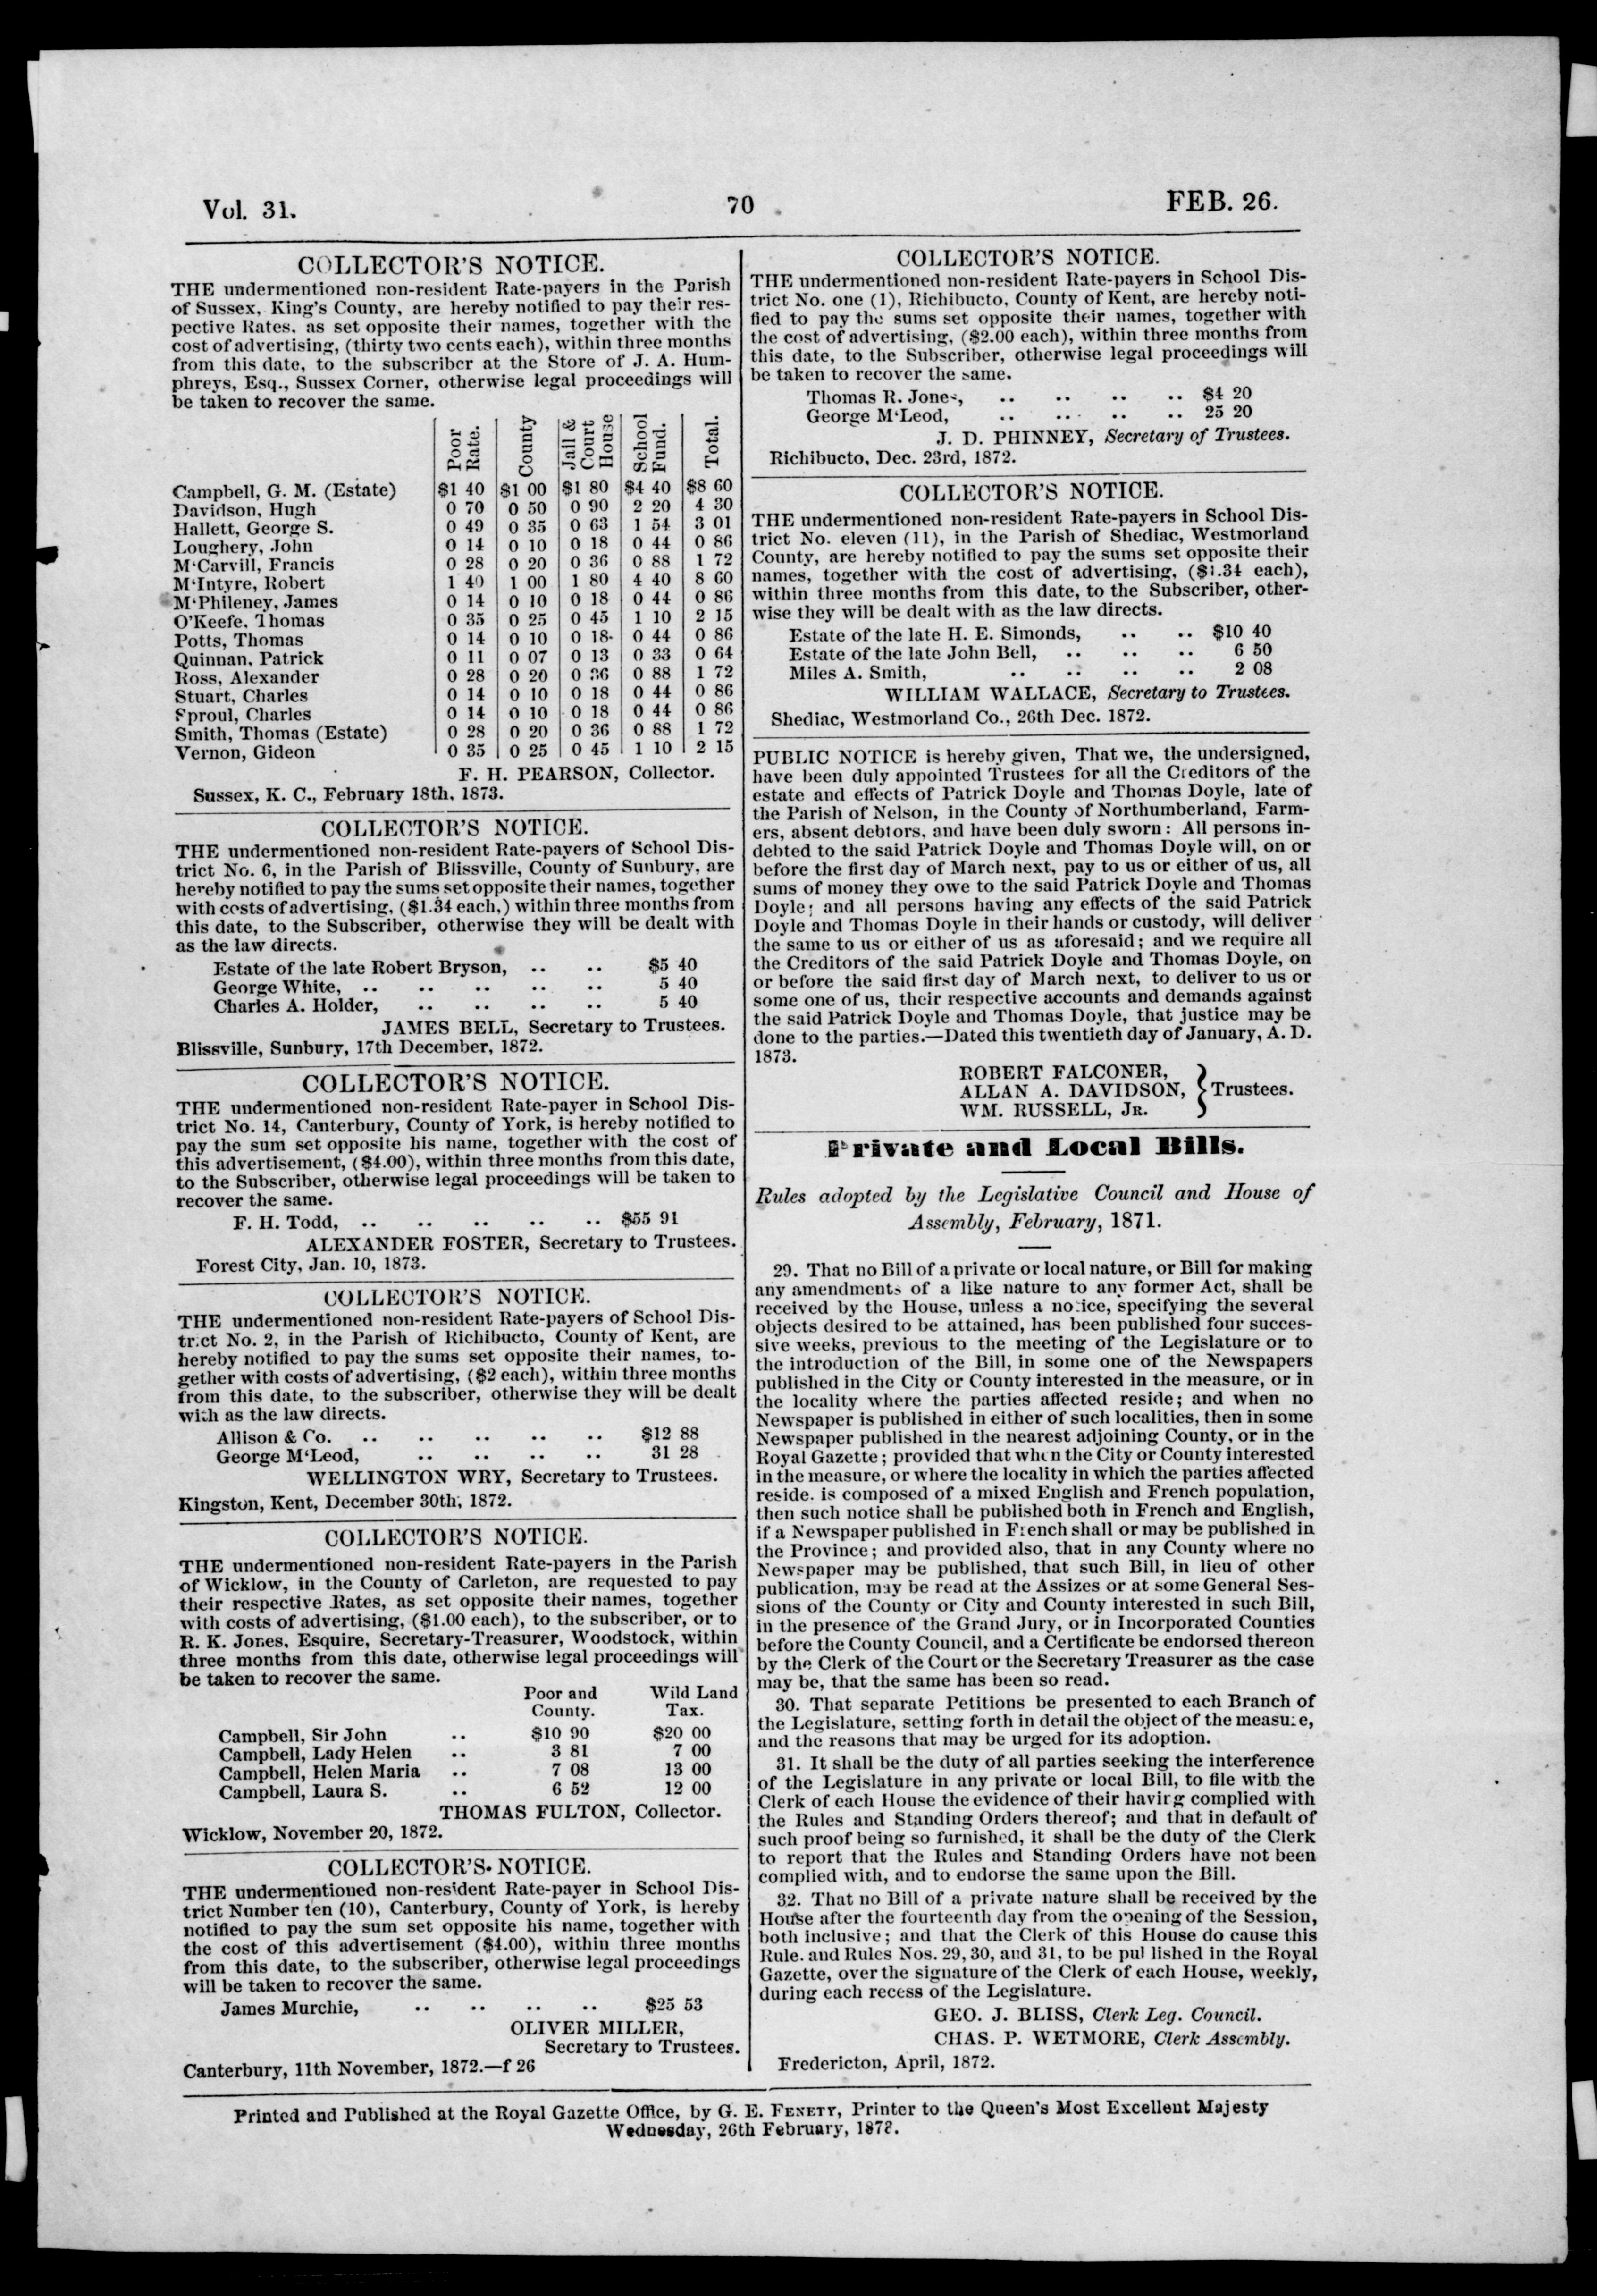 Vol. 31.
70
FEB. 26.
COLLECTOR'S NOTICE.
THE undermentioned non-resident Rate-payers in the Parish
of Sussex, King's County, are hereby notified to pay their res-
pective Rates, as set opposite their names, together with the
cost of advertising, (thirty two cents each), within three months
from this date, to the subscriber at the Store of J. A. Hum-
phreys, Esq., Sussex Corner, otherwise legal proceedings will
be taken to recover the same.
Poor Rate. County Jail & Court House School Fund. Total.
Campbell, G. M. (Estate) $1 40 $1 00 $1 80 $4 40 $8 60
Davidson, Hugh 0 70 0 50 0 90 2 20 4 30
Hallett, George S. 0 49 0 35 0 63 1 54 3 01
Loughery, John 0 14 0 10 0 18 0 44 0 86
M'Carvill, Francis 0 28 0 20 0 36 0 88 1 72
M'Intyre, Robert 1 40 1 00 1 80 4 40 8 60
M'Phileney, James 0 14 0 10 0 18 0 44 0 86
O'Keefe, Thomas 0 35 0 25 0 45 1 10 2 15
Potts, Thomas 0 14 0 10 0 18 0 44 0 86
Quinnan, Patrick 0 11 0 07 0 13 0 33 0 64
Ross, Alexander 0 28 0 20 0 36 0 88 1 72
Stuart, Charles 0 14 0 10 0 18 0 44 0 86
Sproul, Charles 0 14 0 10 0 18 0 44 0 86
Smith, Thomas (Estate) 0 28 0 20 0 36 0 88 1 72
Vernon, Gideon 0 35 0 25 0 45 1 10 2 15
F. H. PEARSON, Collector.
Sussex, K. C., February 18th, 1873.
COLLECTOR'S NOTICE.
THE undermentioned non-resident Rate-payers of School Dis-
trict No. 6, in the Parish of Blissville, County of Sunbury, are
hereby notified to pay the sums set opposite their names, together
with costs of advertising, ($1.34 each,) within three months from
this date, to the Subscriber, otherwise they will be dealt with
as the law directs.
Estate of the late Robert Bryson, .. .. $5 40
George White, .. .. .. .. .. 5 40
Charles A. Holder, .. .. .. .. 5 40
JAMES BELL, Secretary to Trustees.
Blissville, Sunbury, 17th December, 1872.
COLLECTOR'S NOTICE.
THE undermentioned non-resident Rate-payer in School Dis-
trict No. 14, Canterbury, County of York, is hereby notified to
pay the sum set opposite his name, together with the cost of
this advertisement, ($4.00), within three months from this date,
to the Subscriber, otherwise legal proceedings will be taken to
recover the same.
F. H. Todd, .. .. .. .. .. $55 91
ALEXANDER FOSTER, Secretary to Trustees.
Forest City, Jan. 10, 1873.
COLLECTOR'S NOTICE.
THE undermentioned non-resident Rate-payers of School Dis-
trict No. 2, in the Parish of Richibucto, County of Kent, are
hereby notified to pay the sums set opposite their names, to-
gether with costs of advertising, ($2 each), within three months
from this date, to the subscriber, otherwise they will be dealt
with as the law directs.
Allison & Co. .. .. .. .. .. $12 88
George M'Leod, .. .. .. .. 31 28
WELLINGTON WRY, Secretary to Trustees.
Kingston, Kent, December 30th, 1872.
COLLECTOR'S NOTICE.
THE undermentioned non-resident Rate-payers in the Parish
of Wicklow, in the County of Carleton, are requested to pay
their respective Rates, as set opposite their names, together
with costs of advertising, ($1.00 each), to the subscriber, or to
R. K. Jones, Esquire, Secretary-Treasurer, Woodstock, within
three months from this date, otherwise legal proceedings will
be taken to recover the same.
Poor and Wild Land
County. Tax.
Campbell, Sir John .. $10 90 $20 00
Campbell, Lady Helen .. 3 81 7 00
Campbell, Helen Maria .. 7 08 13 00
Campbell, Laura S. .. 6 52 12 00
THOMAS FULTON, Collector.
Wicklow, November 20, 1872.
COLLECTOR'S NOTICE.
THE undermentioned non-resident Rate-payer in School Dis-
trict Number ten (10), Canterbury, County of York, is hereby
notified to pay the sum set opposite his name, together with
the cost of this advertisement ($4.00), within three months
from this date, to the subscriber, otherwise legal proceedings
will be taken to recover the same.
James Murchie, .. .. .. .. $25 53
OLIVER MILLER,
Secretary to Trustees.
Canterbury, 11th November, 1872.—f 26
COLLECTOR'S NOTICE.
THE undermentioned non-resident Rate-payers in School Dis-
trict No. one (1), Richibucto, County of Kent, are hereby noti-
fied to pay the sums set opposite their names, together with
the cost of advertising, ($2.00 each), within three months from
this date, to the Subscriber, otherwise legal proceedings will
be taken to recover the same.
Thomas R. Jones, .. .. .. .. $4 20
George M'Leod, .. .. .. .. 25 20
J. D. PHINNEY, Secretary of Trustees.
Richibucto, Dec. 23rd, 1872.
COLLECTOR'S NOTICE.
THE undermentioned non-resident Rate-payers in School Dis-
trict No. eleven (11), in the Parish of Shediac, Westmorland
County, are hereby notified to pay the sums set opposite their
names, together with the cost of advertising, ($1.34 each),
within three months from this date, to the Subscriber, other-
wise they will be dealt with as the law directs.
Estate of the late H. E. Simonds, .. .. $10 40
Estate of the late John Bell, .. .. .. 6 50
Miles A. Smith, .. .. .. .. 2 08
WILLIAM WALLACE, Secretary to Trustees.
Shediac, Westmorland Co., 26th Dec. 1872.
PUBLIC NOTICE is hereby given, That we, the undersigned,
have been duly appointed Trustees for all the Creditors of the
estate and effects of Patrick Doyle and Thomas Doyle, late of
the Parish of Nelson, in the County of Northumberland, Farm-
ers, absent debtors, and have been duly sworn: All persons in-
debted to the said Patrick Doyle and Thomas Doyle will, on or
before the first day of March next, pay to us or either of us, all
sums of money they owe to the said Patrick Doyle and Thomas
Doyle; and all persons having any effects of the said Patrick
Doyle and Thomas Doyle in their hands or custody, will deliver
the same to us or either of us as aforesaid; and we require all
the Creditors of the said Patrick Doyle and Thomas Doyle, on
or before the said first day of March next, to deliver to us or
some one of us, their respective accounts and demands against
the said Patrick Doyle and Thomas Doyle, that justice may be
done to the parties.—Dated this twentieth day of January, A. D.
1873.
ROBERT FALCONER,
ALLAN A. DAVIDSON, } Trustees.
WM. RUSSELL, JR.
Private and Local Bills.
Rules adopted by the Legislative Council and House of
Assembly, February, 1871.
29. That no Bill of a private or local nature, or Bill for making
any amendments of a like nature to any former Act, shall be
received by the House, unless a notice, specifying the several
objects desired to be attained, has been published four succes-
sive weeks, previous to the meeting of the Legislature or to
the introduction of the Bill, in some one of the Newspapers
published in the City or County interested in the measure, or in
the locality where the parties affected reside; and when no
Newspaper is published in either of such localities, then in some
Newspaper published in the nearest adjoining County, or in the
Royal Gazette; provided that when the City or County interested
in the measure, or where the locality in which the parties affected
reside, is composed of a mixed English and French population,
then such notice shall be published both in French and English,
if a Newspaper published in French shall or may be published in
the Province; and provided also, that in any County where no
Newspaper may be published, that such Bill, in lieu of other
publication, may be read at the Assizes or at some General Ses-
sions of the County or City and County interested in such Bill,
in the presence of the Grand Jury, or in Incorporated Counties
before the County Council, and a Certificate be endorsed thereon
by the Clerk of the Court or the Secretary Treasurer as the case
may be, that the same has been so read.
30. That separate Petitions be presented to each Branch of
the Legislature, setting forth in detail the object of the measure,
and the reasons that may be urged for its adoption.
31. It shall be the duty of all parties seeking the interference
of the Legislature in any private or local Bill, to file with the
Clerk of each House the evidence of their having complied with
the Rules and Standing Orders thereof; and that in default of
such proof being so furnished, it shall be the duty of the Clerk
to report that the Rules and Standing Orders have not been
complied with, and to endorse the same upon the Bill.
32. That no Bill of a private nature shall be received by the
House after the fourteenth day from the opening of the Session,
both inclusive; and that the Clerk of this House do cause this
Rule, and Rules Nos. 29, 30, and 31, to be published in the Royal
Gazette, over the signature of the Clerk of each House, weekly,
during each recess of the Legislature.
GEO. J. BLISS, Clerk Leg. Council.
CHAS. P. WETMORE, Clerk Assembly.
Fredericton, April, 1872.
Printed and Published at the Royal Gazette Office, by G. E. FENETY, Printer to the Queen's Most Excellent Majesty
Wednesday, 26th February, 1873.